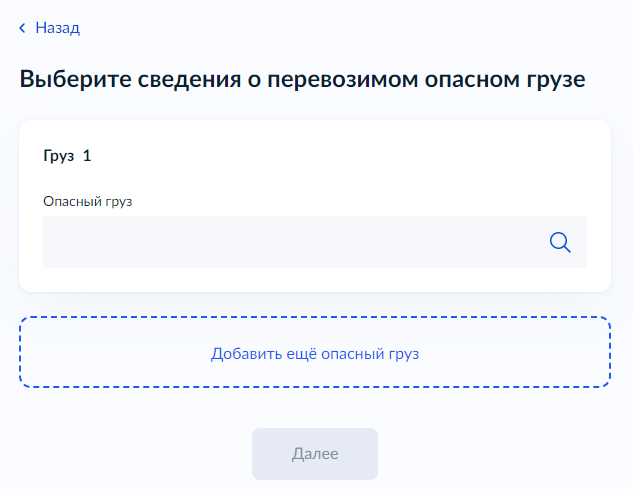 Назад
Выберите сведения о перевозимом опасном грузе
Груз 1
Опасный груз
Добавить ещё опасный груз
Далее